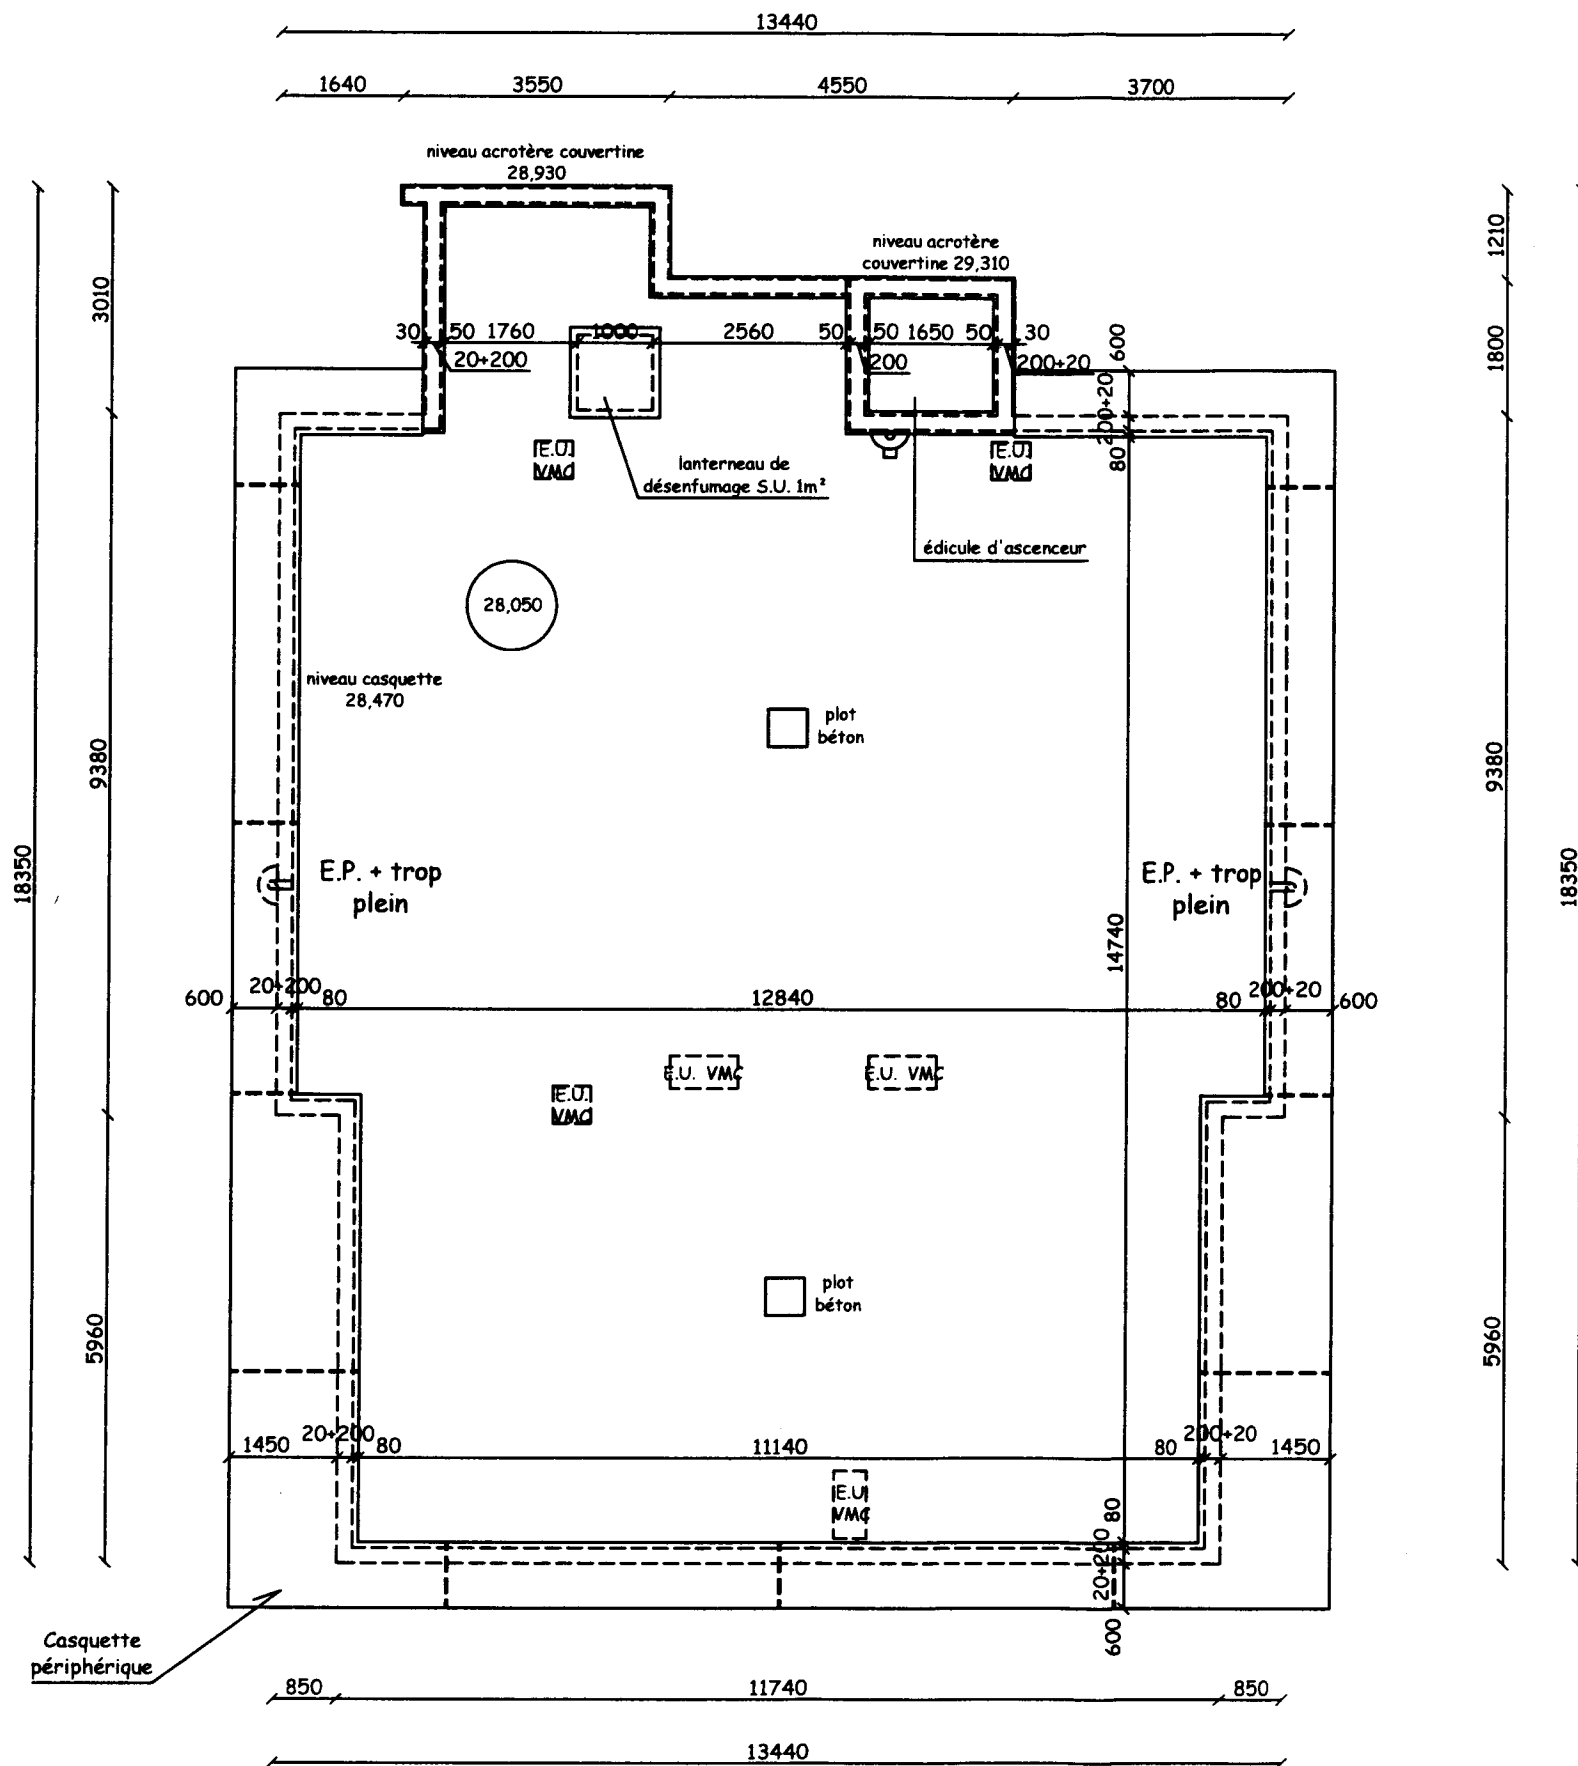 13440
1640 3550 4550 3700
niveau acrotère couvertine
28,930
niveau acrotère
couvertine 29,310
1210
3010
1800
30 50 1760 1000 2560 50 50 1650 50 30
20+200 200 200+20
600
200+20
80
E.U.
VMC
lanterneau de
désenfumage S.U. 1m²
E.U.
VMC
édicule d'ascenceur
28,050
niveau casquette
28,470
plot
béton
9380
9380
18350
18350
E.P. + trop
plein
E.P. + trop
plein
14740
600 20+200 80 12840 80 200+20 600
E.U. VMC
E.U. VMC
E.U.
VMC
plot
béton
5960
5960
1450 20+200 80 11140 80 200+20 1450
E.U
VMC
80
20+200
600
Casquette
périphérique
850 11740 850
13440